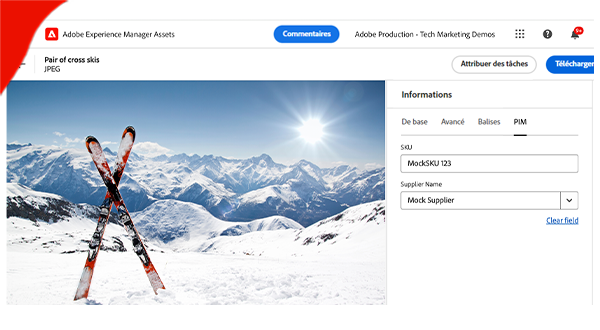 Adobe Experience Manager Assets
Commentaires
Adobe Production - Tech Marketing Demos
9+
Pair of cross skis
JPEG
Attribuer des tâches
Télécharger
Informations
De base
Avancé
Balises
PIM
SKU
MockSKU 123
Supplier Name
Mock Supplier
Clear field